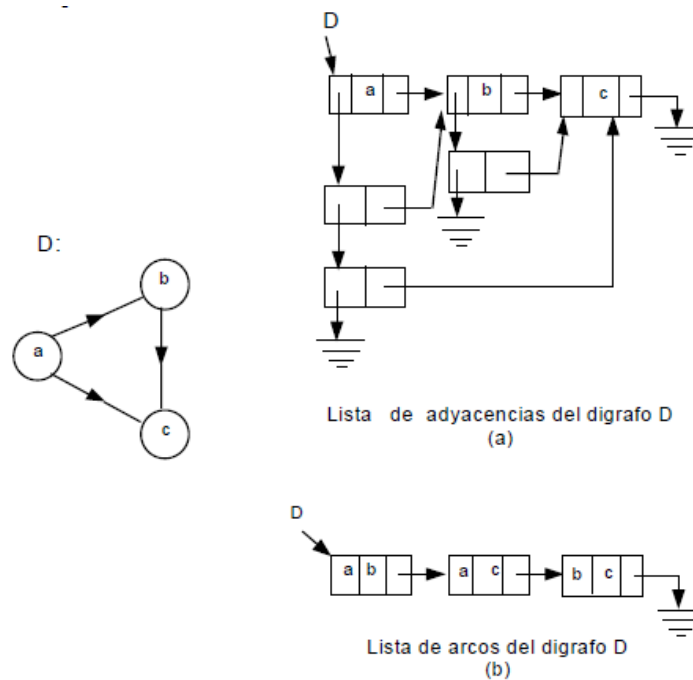 D
a b c
D:
b
a
c
Lista de adyacencias del digrafo D
(a)
D
a b a c b c
Lista de arcos del digrafo D
(b)